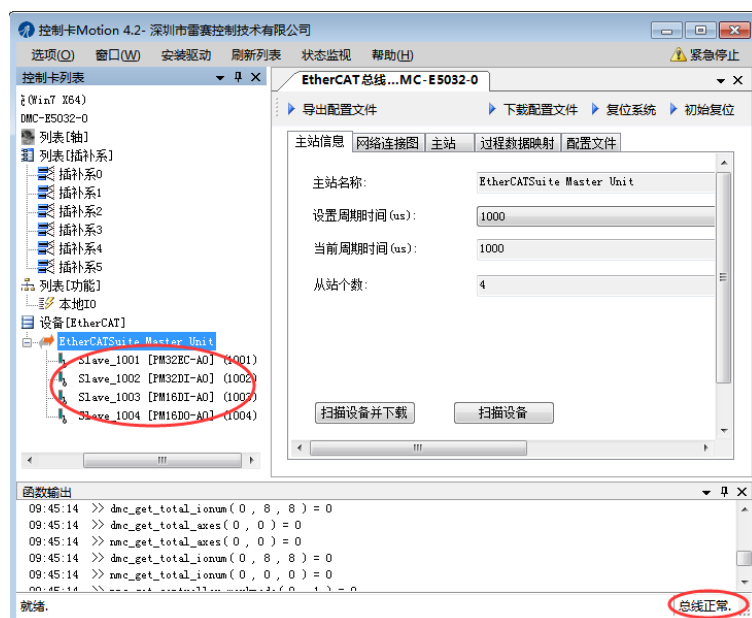 控制卡Motion 4.2- 深圳市雷赛控制技术有限公司
选项(O) 窗口(W) 安装驱动 刷新列表 状态监视 帮助(H) 紧急停止
控制卡列表
(Win7 X64)
DMC-E5032-0
列表[轴]
列表[插补系]
插补系0
插补系1
插补系2
插补系3
插补系4
插补系5
列表[功能]
本地IO
设备[EtherCAT]
EtherCATSuite Master Unit
Slave_1001 [PM32EC-A0] (1001)
Slave_1002 [PM32DI-A0] (1002)
Slave_1003 [PM16DI-A0] (1003)
Slave_1004 [PM16DO-A0] (1004)
EtherCAT总线...MC-E5032-0
导出配置文件 下载配置文件 复位系统 初始复位
主站信息 网络连接图 主站 过程数据映射 配置文件
主站名称: EtherCATSuite Master Unit
设置周期时间(us): 1000
当前周期时间(us): 1000
从站个数: 4
扫描设备并下载 扫描设备
函数输出
09:45:14 >> dmc_get_total_ionum( 0 , 8 , 8 ) = 0
09:45:14 >> dmc_get_total_axes( 0 , 0 ) = 0
09:45:14 >> nmc_get_total_axes( 0 , 0 ) = 0
09:45:14 >> dmc_get_total_ionum( 0 , 8 , 8 ) = 0
09:45:14 >> nmc_get_total_ionum( 0 , 0 , 0 ) = 0
就绪. 总线正常.